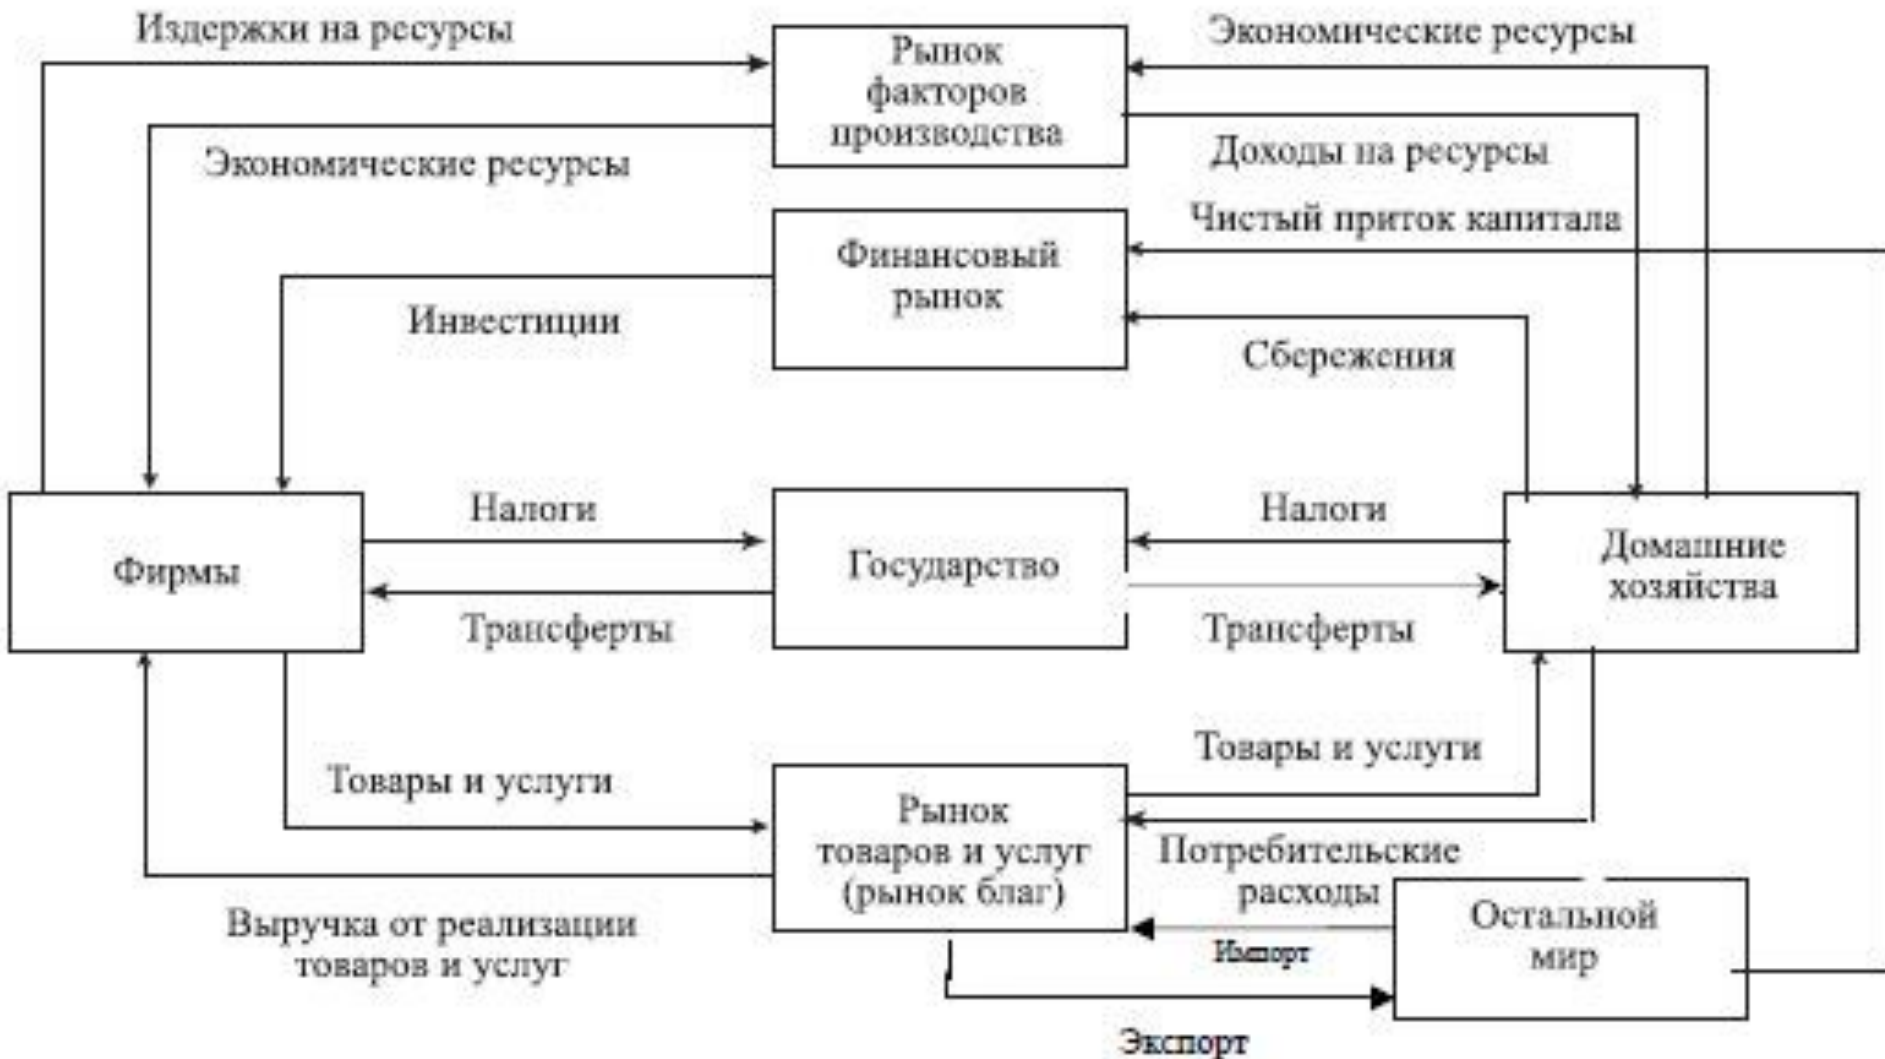 Издержки на ресурсы
Рынок
факторов
производства
Экономические ресурсы
Экономические ресурсы
Доходы на ресурсы
Чистый приток капитала
Финансовый
рынок
Инвестиции
Сбережения
Налоги
Налоги
Фирмы
Государство
Домашние
хозяйства
Трансферты
Трансферты
Товары и услуги
Товары и услуги
Рынок
товаров и услуг
(рынок благ)
Потребительские
расходы
Выручка от реализации
товаров и услуг
Остальной
мир
Импорт
Экспорт